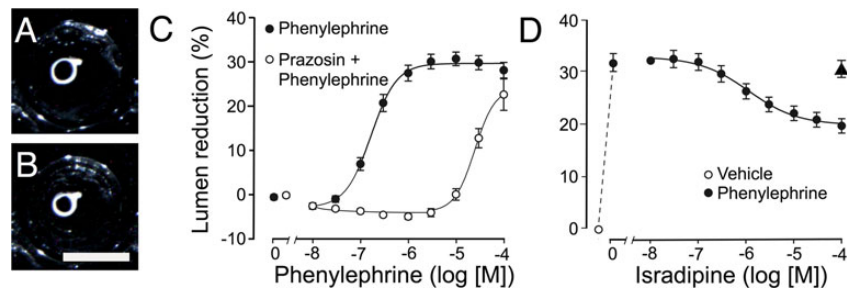 A
B
C
Lumen reduction (%)
40
30
20
10
0
-10
Phenylephrine
Prazosin +
Phenylephrine
0 -8 -7 -6 -5 -4
Phenylephrine (log [M])
D
40
30
20
10
0
Vehicle
Phenylephrine
0 -8 -7 -6 -5 -4
Isradipine (log [M])